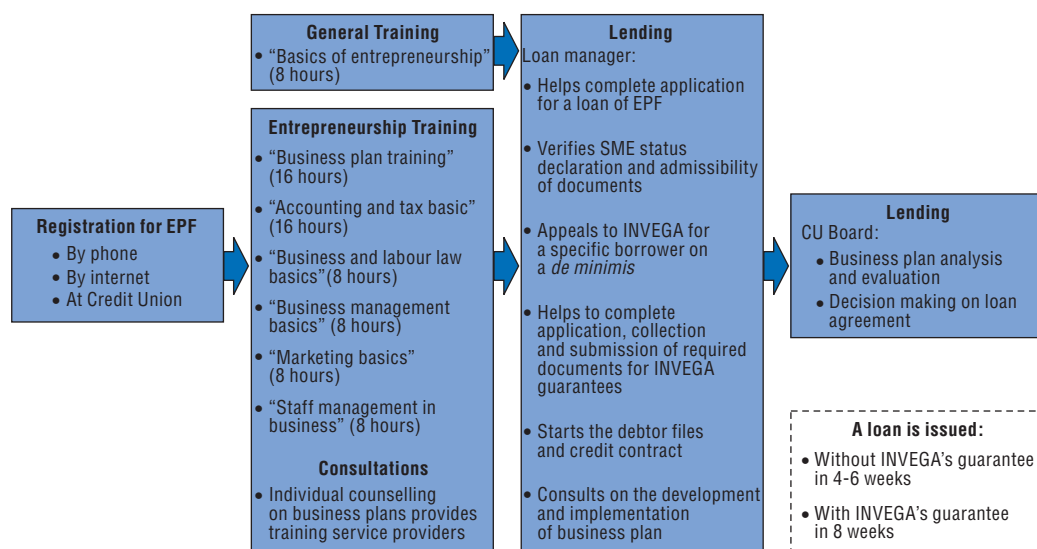 Registration for EPF
• By phone
• By internet
• At Credit Union
General Training
• “Basics of entrepreneurship”
(8 hours)
Entrepreneurship Training
• “Business plan training”
(16 hours)
• “Accounting and tax basic”
(16 hours)
• “Business and labour law
basics”(8 hours)
• “Business management
basics” (8 hours)
• “Marketing basics”
(8 hours)
• “Staff management in
business” (8 hours)
Consultations
• Individual counselling
on business plans provides
training service providers
Lending
Loan manager:
• Helps complete application
for a loan of EPF
• Verifies SME status
declaration and admissibility
of documents
• Appeals to INVEGA for
a specific borrower on
a de minimis
• Helps to complete
application, collection
and submission of required
documents for INVEGA
guarantees
• Starts the debtor files
and credit contract
• Consults on the development
and implementation
of business plan
Lending
CU Board:
• Business plan analysis
and evaluation
• Decision making on loan
agreement
A loan is issued:
• Without INVEGA’s guarantee
in 4-6 weeks
• With INVEGA’s guarantee
in 8 weeks